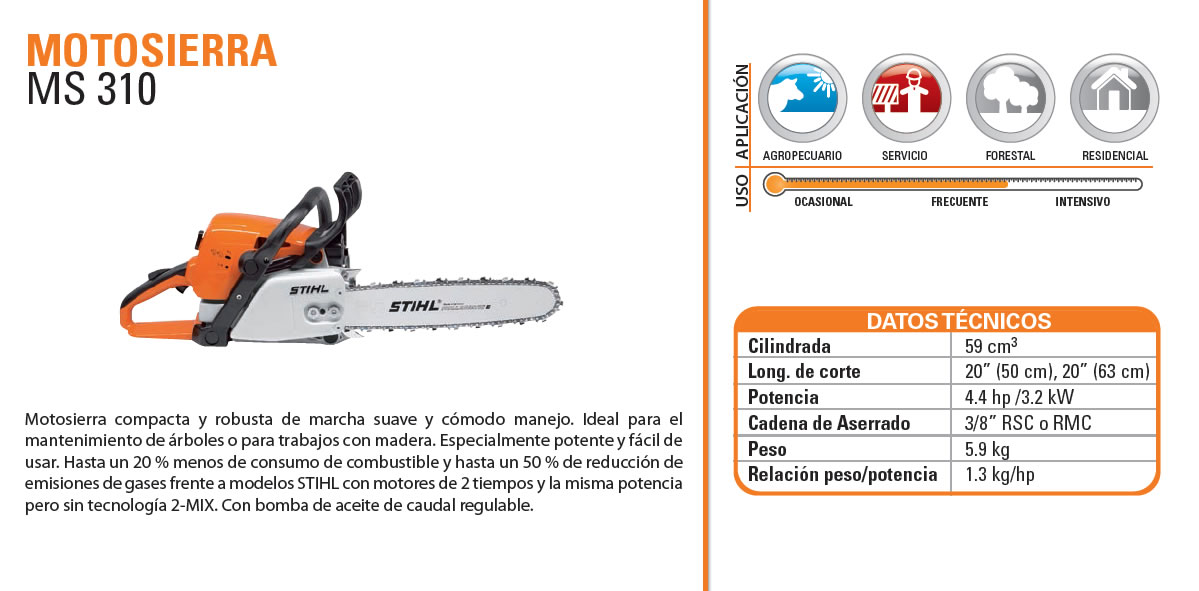 MOTOSIERRA
MS 310
STIHL
STIHL
Motosierra compacta y robusta de marcha suave y cómodo manejo. Ideal para el
mantenimiento de árboles o para trabajos con madera. Especialmente potente y fácil de
usar. Hasta un 20 % menos de consumo de combustible y hasta un 50 % de reducción de
emisiones de gases frente a modelos STIHL con motores de 2 tiempos y la misma potencia
pero sin tecnología 2-MIX. Con bomba de aceite de caudal regulable.
APLICACIÓN
AGROPECUARIO SERVICIO FORESTAL RESIDENCIAL
USO
OCASIONAL FRECUENTE INTENSIVO
DATOS TÉCNICOS
Cilindrada 59 cm³
Long. de corte 20” (50 cm), 20” (63 cm)
Potencia 4.4 hp /3.2 kW
Cadena de Aserrado 3/8” RSC o RMC
Peso 5.9 kg
Relación peso/potencia 1.3 kg/hp